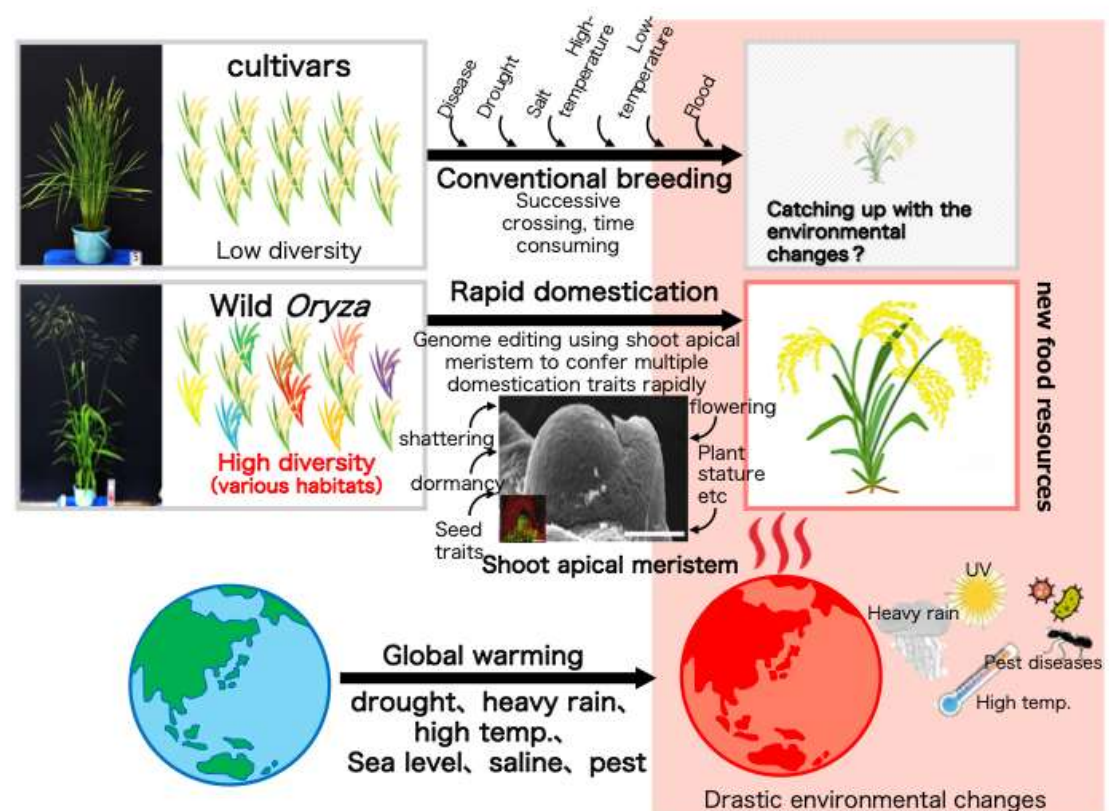 cultivars
Low diversity
Disease
Drought
Salt
High-
temperature
Low-
temperature
Flood
Conventional breeding
Successive
crossing, time
consuming
Catching up with the
environmental
changes？
Wild Oryza
High diversity
(various habitats)
Rapid domestication
Genome editing using shoot apical
meristem to confer multiple
domestication traits rapidly
shattering
dormancy
Seed
traits
flowering
Plant
stature
etc
Shoot apical meristem
new food resources
Global warming
drought、heavy rain、
high temp.、
Sea level、saline、pest
UV
Heavy rain
Pest diseases
High temp.
Drastic environmental changes